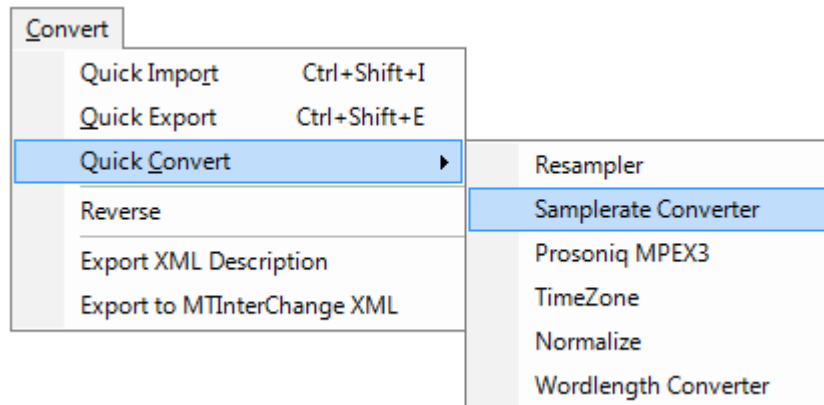 Convert
Quick Import Ctrl+Shift+I
Quick Export Ctrl+Shift+E
Quick Convert
Reverse
Export XML Description
Export to MTInterChange XML
Resampler
Samplerate Converter
Prosoniq MPEX3
TimeZone
Normalize
Wordlength Converter